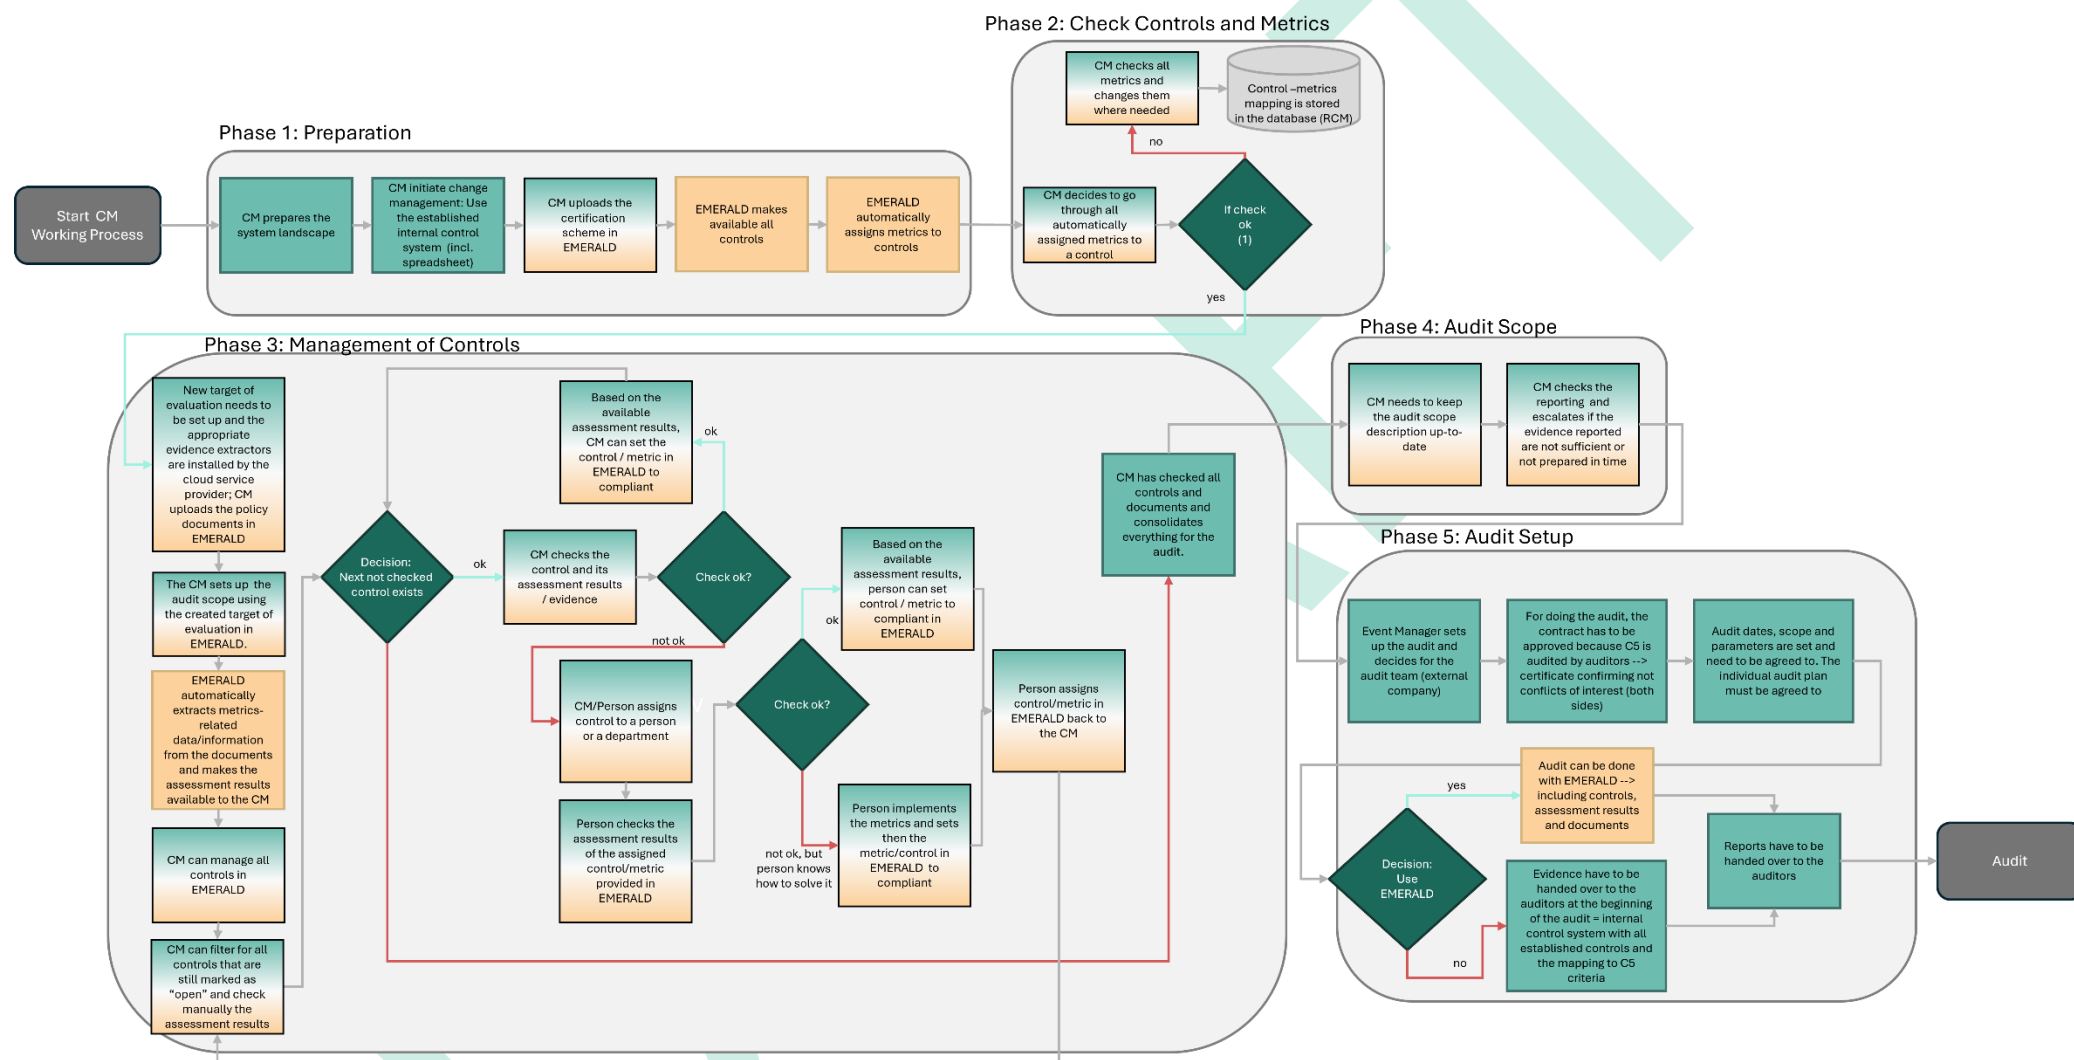 Phase 2: Check Controls and Metrics
CM checks all
metrics and
changes them
where needed
Control –metrics
mapping is stored
in the database (RCM)
no
Phase 1: Preparation
Start CM
Working Process
CM prepares the
system landscape
CM initiate change
management: Use
the established
internal control
system (incl.
spreadsheet)
CM uploads the
certification
scheme in
EMERALD
EMERALD makes
available all
controls
EMERALD
automatically
assigns metrics to
controls
CM decides to go
through all
automatically
assigned metrics to
a control
If check
ok
(1)
yes
Phase 3: Management of Controls
New target of
evaluation needs to
be set up and the
appropriate
evidence extractors
are installed by the
cloud service
provider; CM
uploads the policy
documents in
EMERALD
The CM sets up the
audit scope using
the created target of
evaluation in
EMERALD.
EMERALD
automatically
extracts metrics-
related
data/information
from the documents
and makes the
assessment results
available to the CM
CM can manage all
controls in
EMERALD
CM can filter for all
controls that are
still marked as
“open” and check
manually the
assessment results
Decision:
Next not checked
control exists
ok
CM checks the
control and its
assessment results
/ evidence
Check ok?
ok
Based on the
available
assessment results,
CM can set the
control / metric in
EMERALD to
compliant
not ok
CM/Person assigns
control to a person
or a department
Person checks the
assessment results
of the assigned
control/metric
provided in
EMERALD
Check ok?
ok
Based on the
available
assessment results,
person can set
control / metric to
compliant in
EMERALD
not ok, but
person knows
how to solve it
Person implements
the metrics and sets
then the
metric/control in
EMERALD to
compliant
Person assigns
control/metric in
EMERALD back to
the CM
CM has checked all
controls and
documents and
consolidates
everything for the
audit.
Phase 4: Audit Scope
CM needs to keep
the audit scope
description up-to-
date
CM checks the
reporting and
escalates if the
evidence reported
are not sufficient or
not prepared in time
Phase 5: Audit Setup
Event Manager sets
up the audit and
decides for the
audit team (external
company)
For doing the audit, the
contract has to be
approved because C5 is
audited by auditors -->
certificate confirming not
conflicts of interest (both
sides)
Audit dates, scope and
parameters are set and
need to be agreed to. The
individual audit plan
must be agreed to
Decision:
Use
EMERALD
yes
Audit can be done
with EMERALD -->
including controls,
assessment results
and documents
no
Evidence have to be
handed over to the
auditors at the beginning
of the audit = internal
control system with all
established controls and
the mapping to C5
criteria
Reports have to be
handed over to the
auditors
Audit